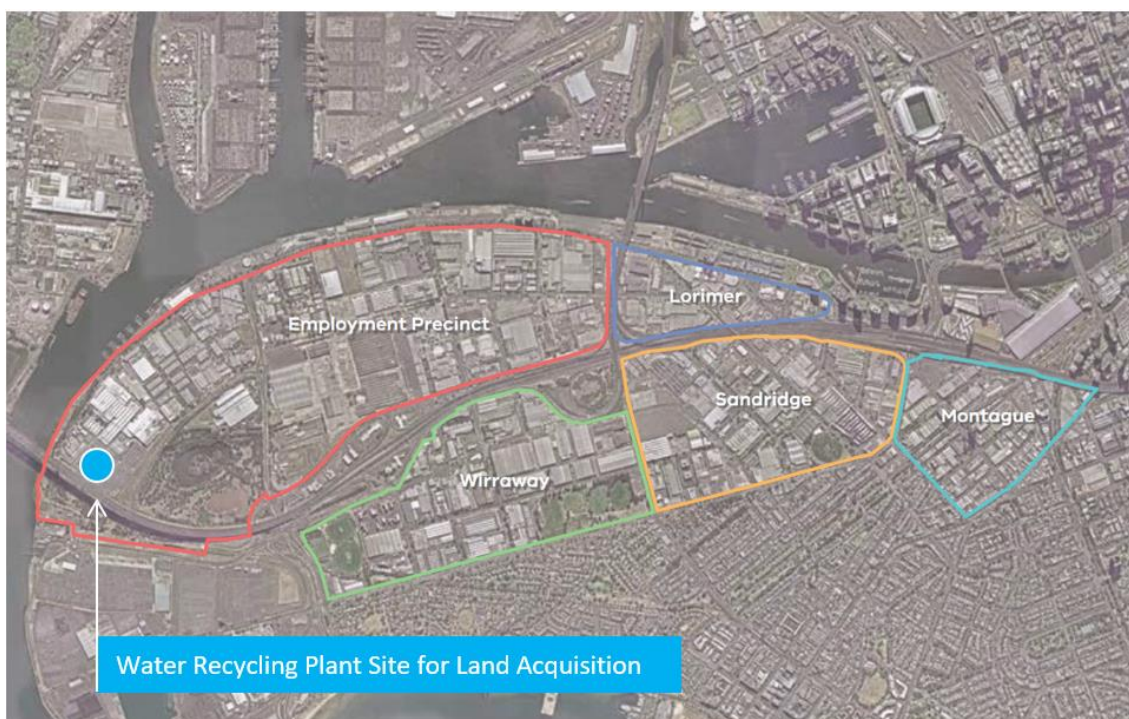 Lorimer
Employment Precinct
Sandridge
Montague
Wirraway
Water Recycling Plant Site for Land Acquisition